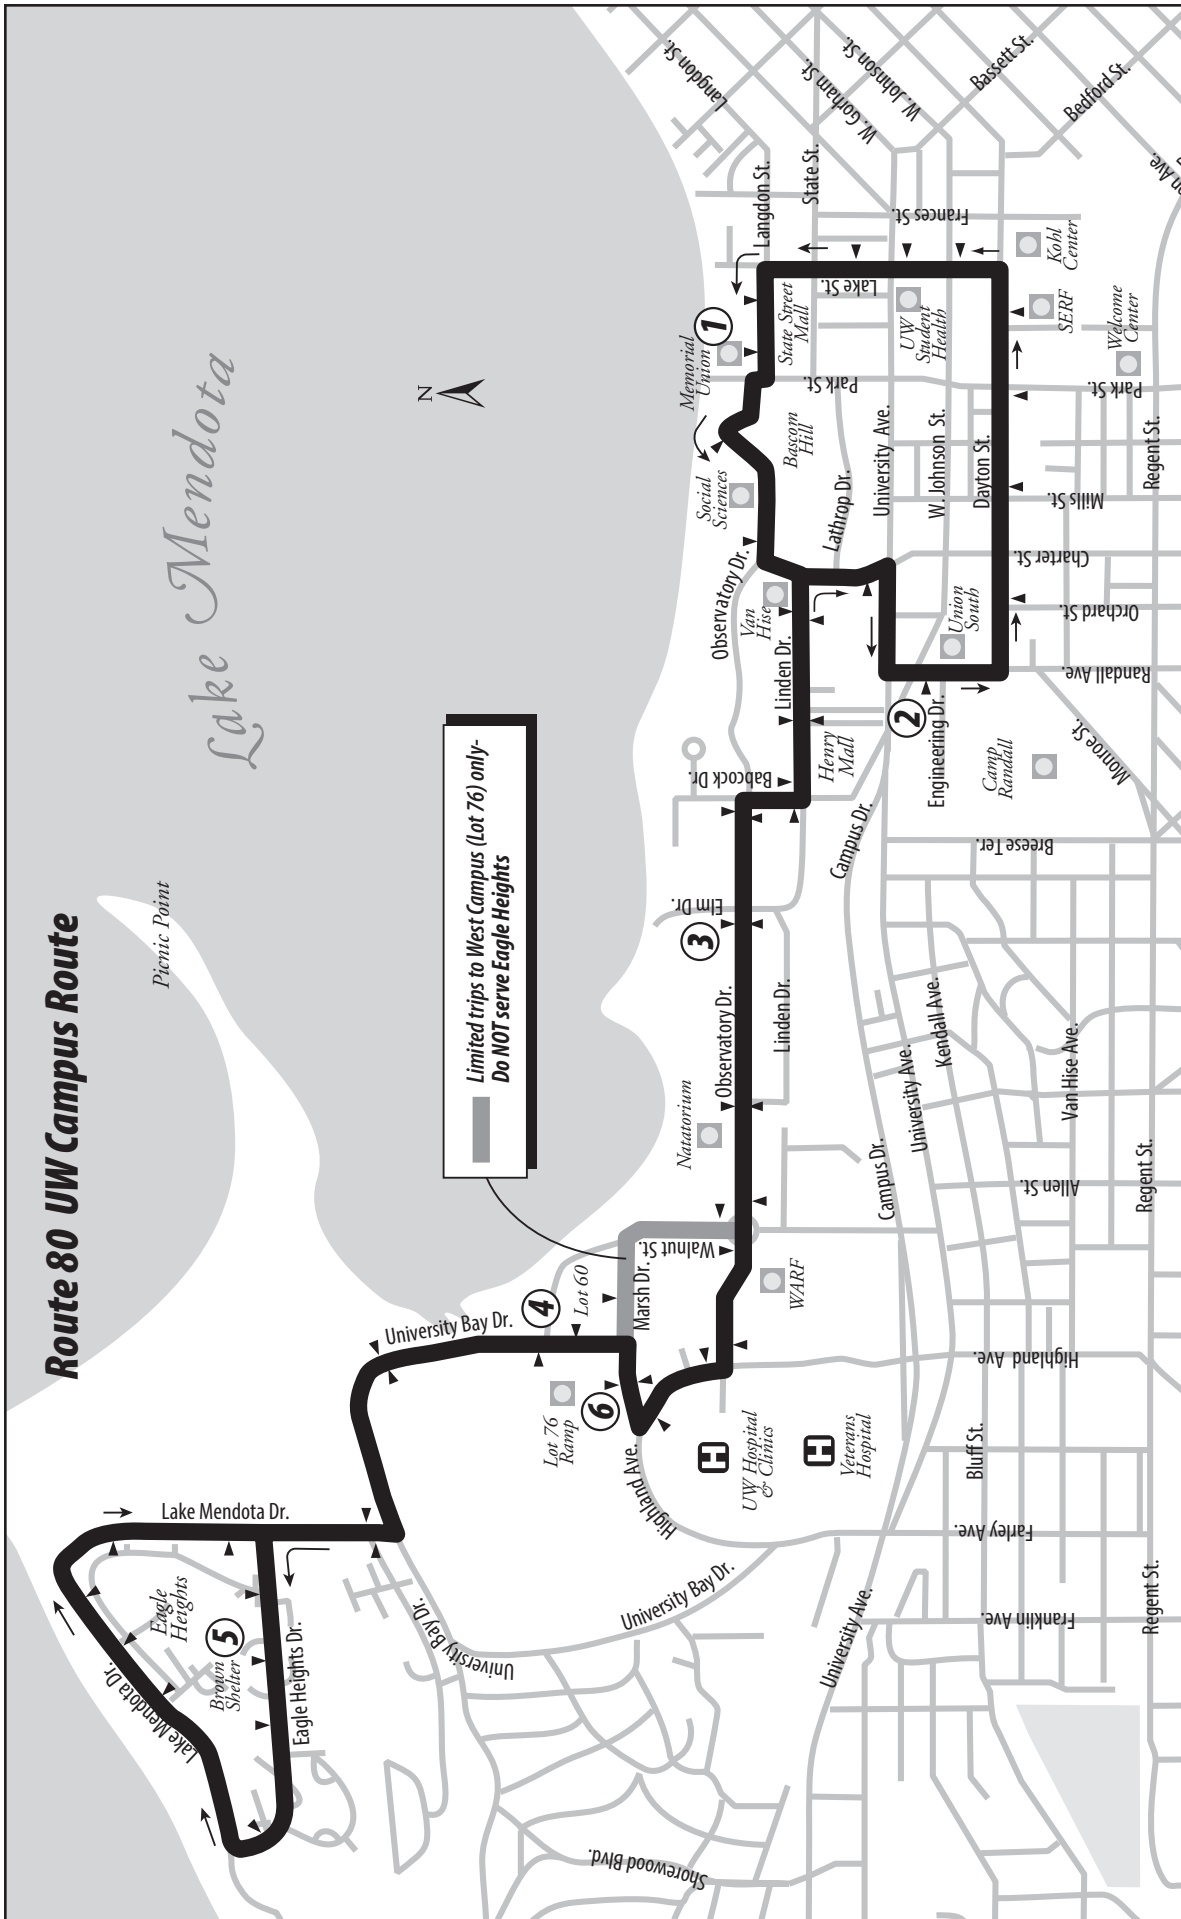 Route 80  UW Campus Route
Lake Mendota
Picnic Point
N
Limited trips to West Campus (Lot 76) only-
Do NOT serve Eagle Heights
Lake Mendota Dr.
Lake Mendota Dr.
Eagle
Heights
5
Brown
Shelter
Eagle Heights Dr.
University Bay Dr.
University Bay Dr.
University Bay Dr.
University Bay Dr.
4
Lot 60
Lot 76
Ramp
6
Marsh Dr.
Walnut St.
Highland Ave.
Highland Ave.
H
UW Hospital
& Clinics
H
Veterans
Hospital
WARF
Natatorium
Observatory Dr.
Linden Dr.
3
Elm Dr.
Babcock Dr.
Henry
Mall
Linden Dr.
Van
Hise
Observatory Dr.
Social
Sciences
Memorial
Union
1
Bascom
Hill
State Street
Mall
Langdon St.
Langdon St.
State St.
W. Gorham St.
W. Johnson St.
Bassett St.
Bedford St.
Frances St.
Lake St.
UW
Student
Health
Kohl
Center
SERF
Welcome
Center
Park St.
Park St.
Lathrop Dr.
University Ave.
W. Johnson St.
Dayton St.
Mills St.
Charter St.
Orchard St.
Randall Ave.
Union
South
2
Engineering Dr.
Camp
Randall
Monroe St.
Breese Ter.
Campus Dr.
Campus Dr.
University Ave.
Kendall Ave.
Van Hise Ave.
Allen St.
Regent St.
Regent St.
Regent St.
Bluff St.
Farley Ave.
Franklin Ave.
University Ave.
Shorewood Blvd.